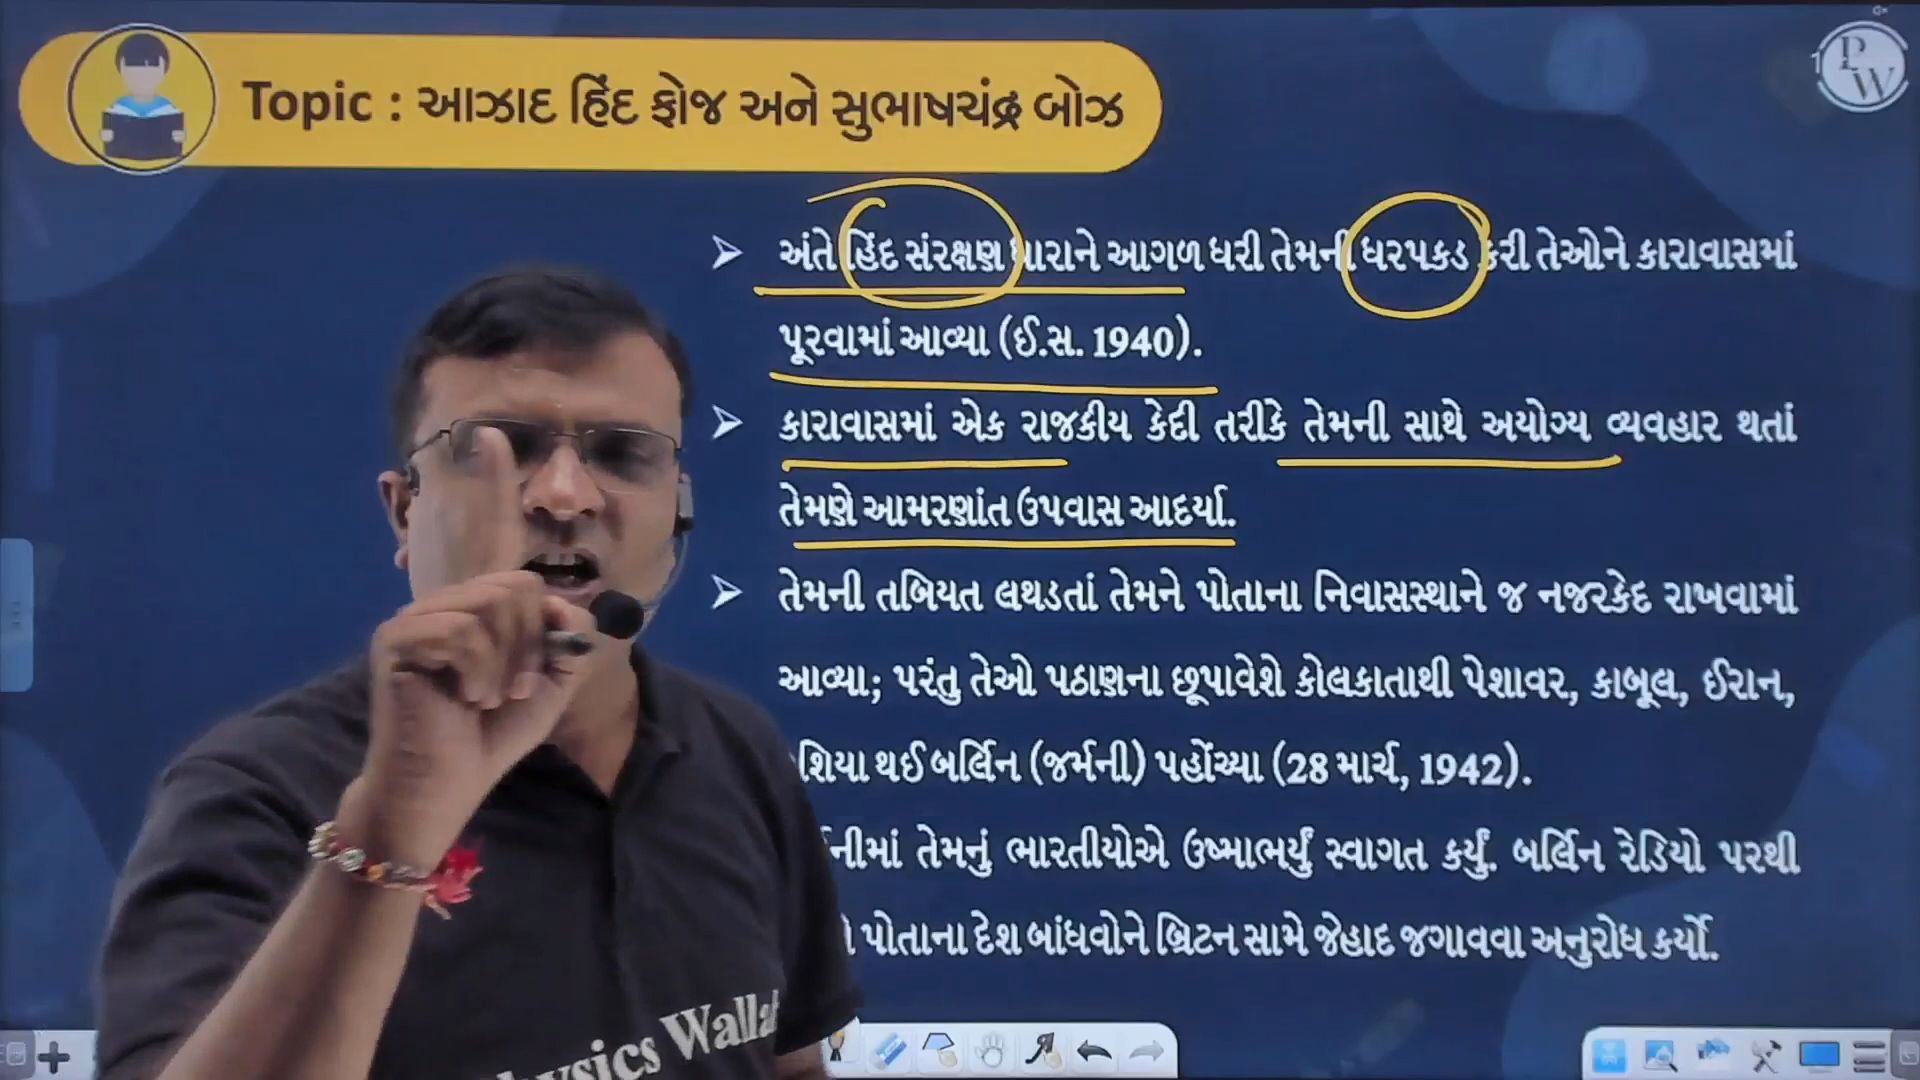 Topic : આઝાદ હિંદ ફોજ અને સુભાષચંદ્ર બોઝ
PW
અંતે હિંદ સંરક્ષણ ધારાને આગળ ધરી તેમની ધરપકડ કરી તેઓને કારાવાસમાં
પૂરવામાં આવ્યા (ઈ.સ. 1940).
કારાવાસમાં એક રાજકીય કેદી તરીકે તેમની સાથે અયોગ્ય વ્યવહાર થતાં
તેમણે આમરણાંત ઉપવાસ આદર્યા.
તેમની તબિયત લથડતાં તેમને પોતાના નિવાસસ્થાને જ નજરકેદ રાખવામાં
આવ્યા; પરંતુ તેઓ પઠાણના છૂપાવેશે કોલકાતાથી પેશાવર, કાબૂલ, ઈરાન,
થઈ બર્લિન (જર્મની) પહોંચ્યા (28 માર્ચ, 1942).
તેમનું ભારતીયોએ ઉષ્માભર્યું સ્વાગત કર્યું. બર્લિન રેડિયો પરથી
પોતાના દેશ બાંધવોને બ્રિટન સામે જેહાદ જગાવવા અનુરોધ કર્યો.